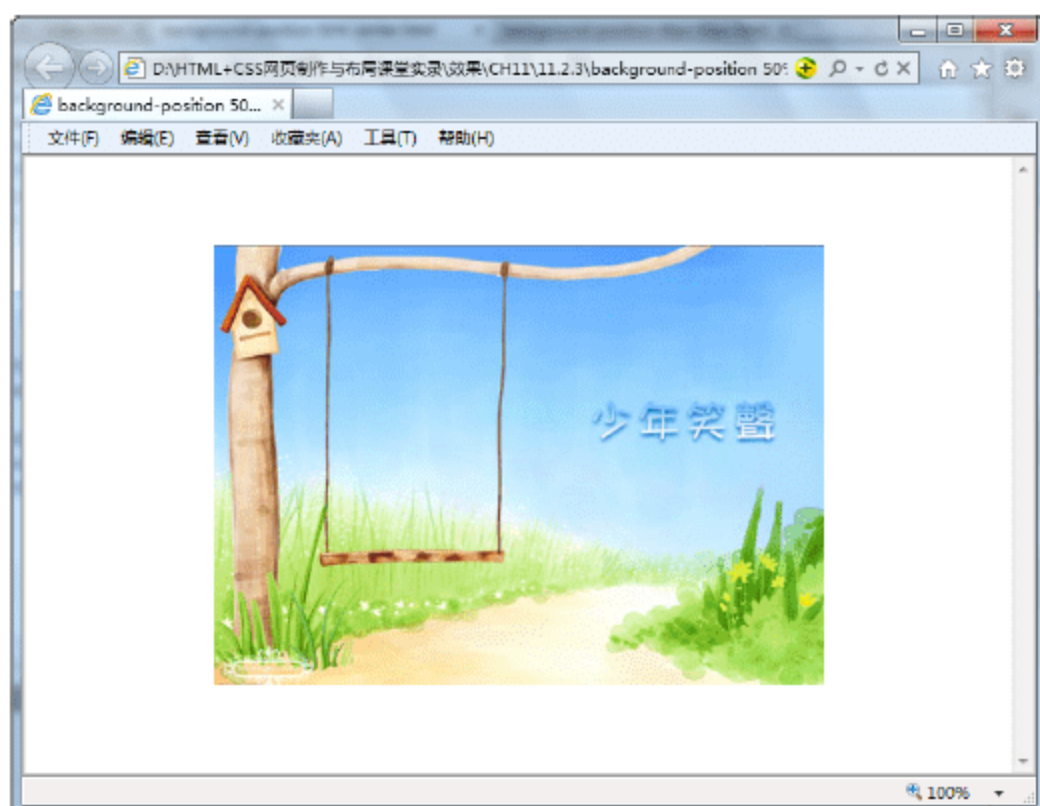 D:\HTML+CSS网页制作与布局课堂实录\效果\CH11\11.2.3\background-position 50%
background-position 50...
文件(F) 编辑(E) 查看(V) 收藏夹(A) 工具(T) 帮助(H)
少年笑聲
100%